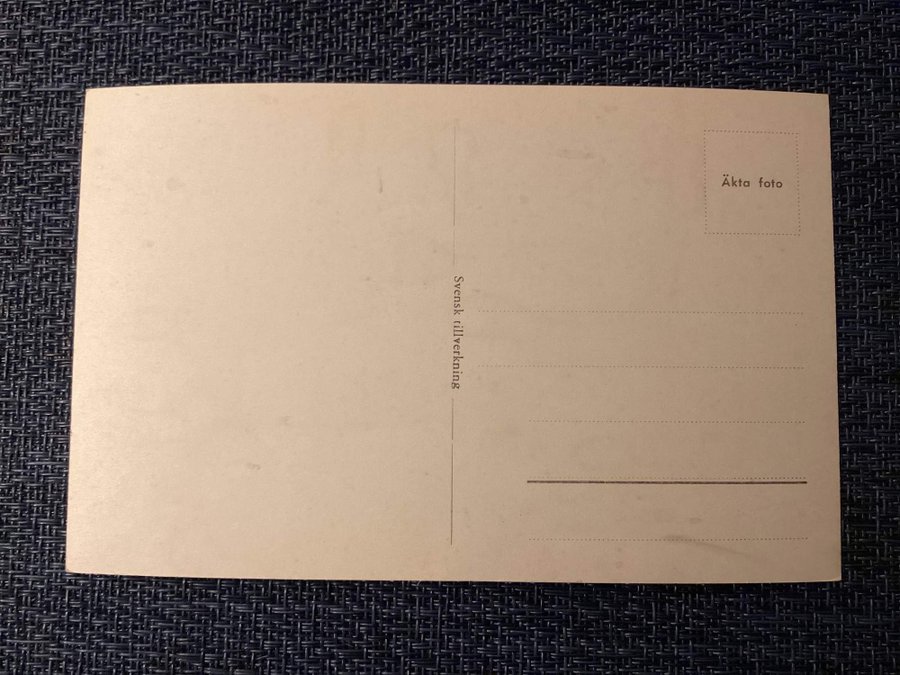 Äkta foto
Svensk tillverkning